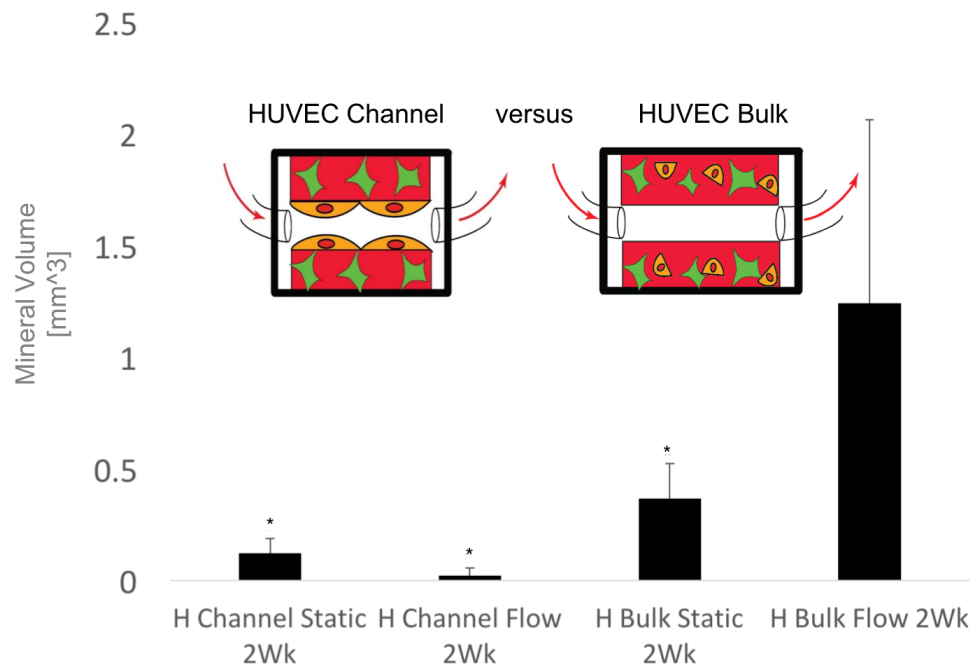 2.5
HUVEC Channel versus HUVEC Bulk
2
1.5
Mineral Volume
[mm^3]
1
0.5
0
*
*
*
H Channel Static
2Wk
H Channel Flow
2Wk
H Bulk Static
2Wk
H Bulk Flow 2Wk